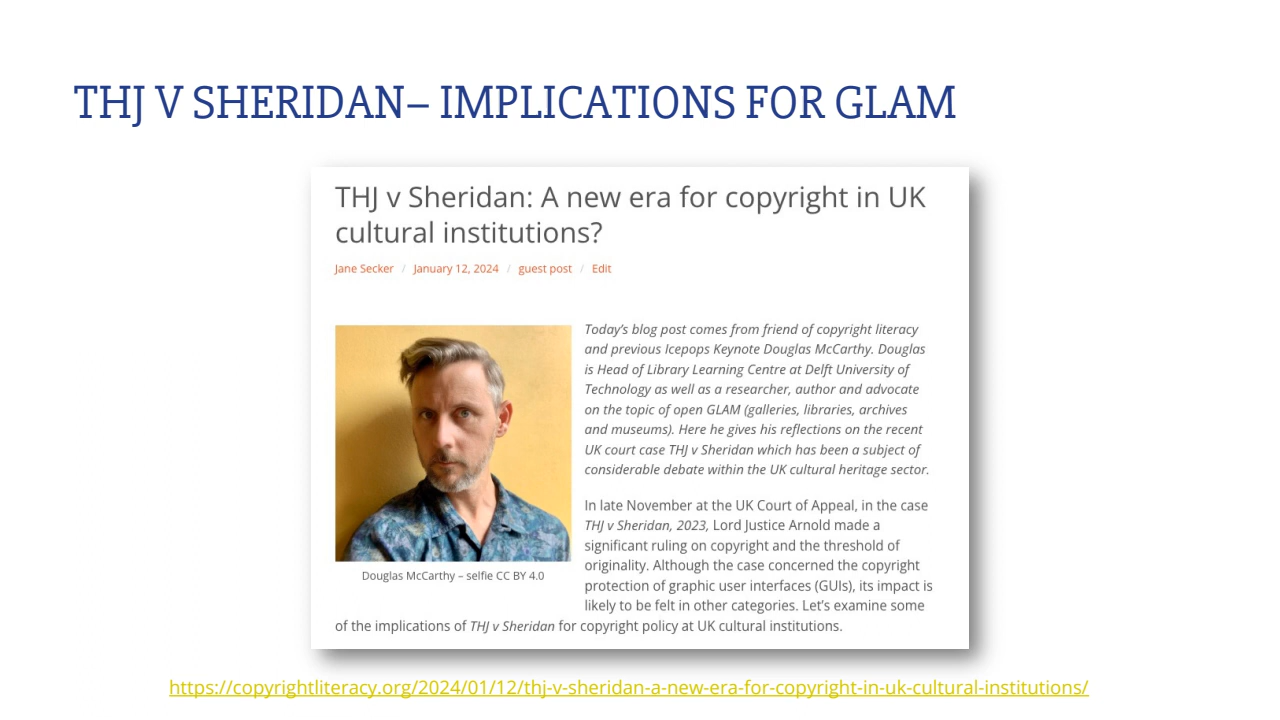 THJ V SHERIDAN– IMPLICATIONS FOR GLAM
THJ v Sheridan: A new era for copyright in UK
cultural institutions?
Jane Secker / January 12, 2024 / guest post / Edit
Today's blog post comes from friend of copyright literacy
and previous Icepops Keynote Douglas McCarthy. Douglas
is Head of Library Learning Centre at Delft University of
Technology as well as a researcher, author and advocate
on the topic of open GLAM (galleries, libraries, archives
and museums). Here he gives his reflections on the recent
UK court case THJ v Sheridan which has been a subject of
considerable debate within the UK cultural heritage sector.
In late November at the UK Court of Appeal, in the case
THJ v Sheridan, 2023, Lord Justice Arnold made a
significant ruling on copyright and the threshold of
originality. Although the case concerned the copyright
protection of graphic user interfaces (GUIs), its impact is
likely to be felt in other categories. Let's examine some
of the implications of THJ v Sheridan for copyright policy at UK cultural institutions.
Douglas McCarthy – selfie CC BY 4.0
https://copyrightliteracy.org/2024/01/12/thj-v-sheridan-a-new-era-for-copyright-in-uk-cultural-institutions/